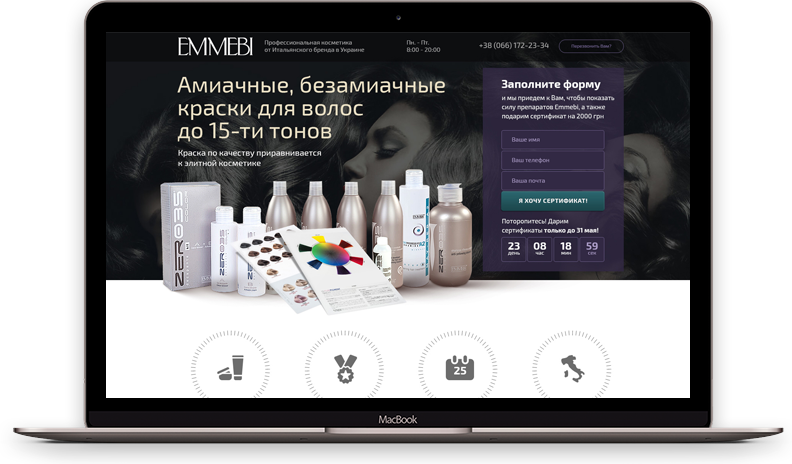 EMMEBI
Профессиональная косметика
от Итальянского бренда в Украине
Пн. - Пт.
8:00 - 20:00
+38 (066) 172-23-34
Перезвонить Вам?
Амиачные, безамиачные
краски для волос
до 15-ти тонов
Краска по качеству приравнивается
к элитной косметике
Заполните форму
и мы приедем к Вам, чтобы показать
силу препаратов Emmebi, а также
подарим сертификат на 2000 грн
Ваше имя
Ваш телефон
Ваша почта
Я ХОЧУ СЕРТИФИКАТ!
Поторопитесь! Дарим
сертификаты только до 31 мая!
23 08 18 59
день час мин сек
ZER035
25
MacBook